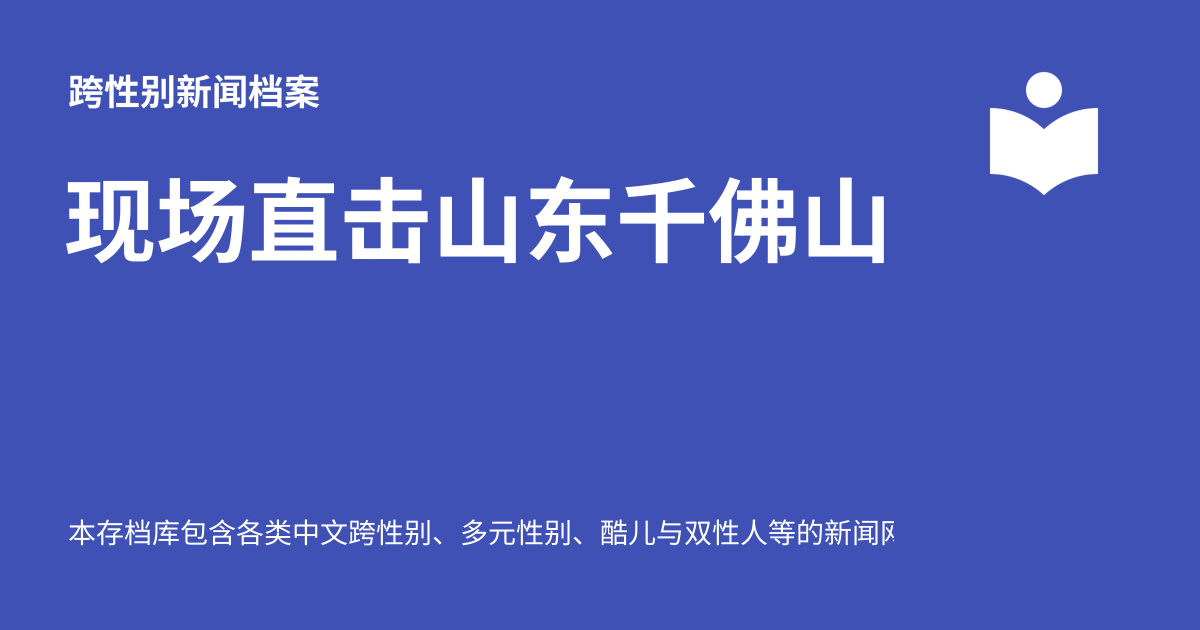 跨性别新闻档案
现场直击山东千佛山
本存档库包含各类中文跨性别、多元性别、酷儿与双性人等的新闻